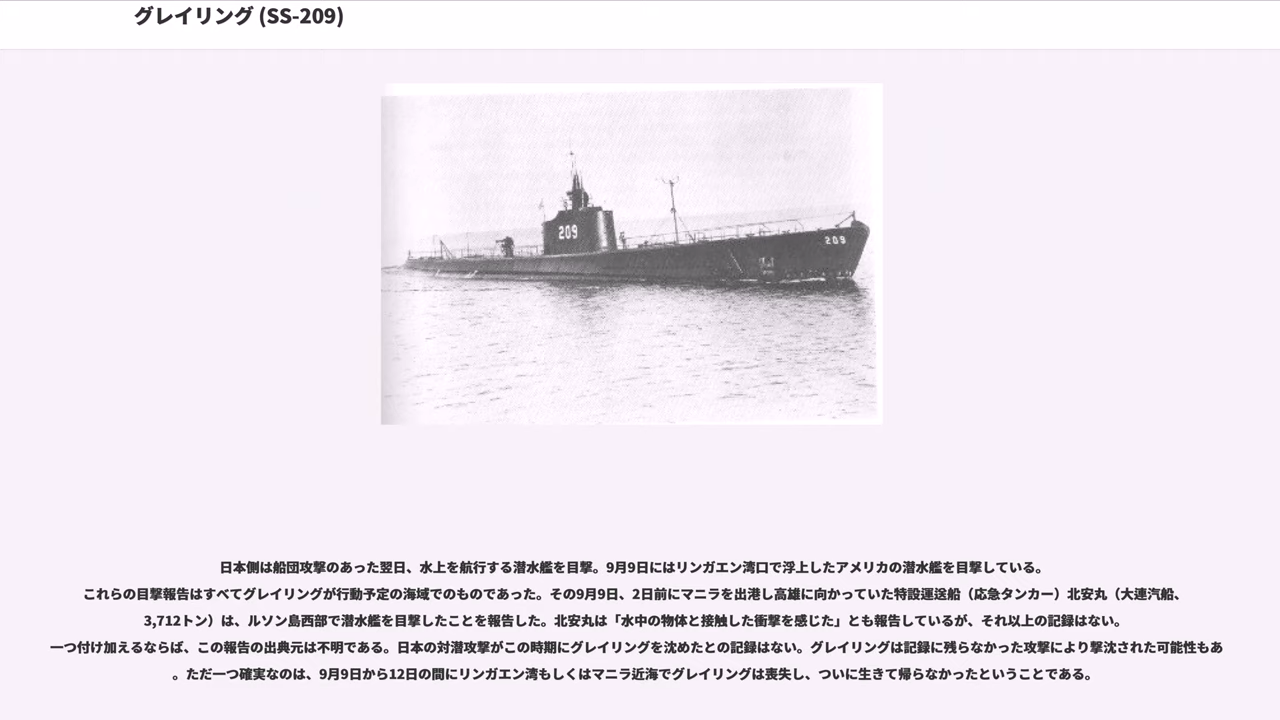 グレイリング (SS-209)
209
209
日本側は船団攻撃のあった翌日、水上を航行する潜水艦を目撃。9月9日にはリンガエン湾口で浮上したアメリカの潜水艦を目撃している。
これらの目撃報告はすべてグレイリングが行動予定の海域でのものであった。その9月9日、2日前にマニラを出港し高雄に向かっていた特設運送船（応急タンカー）北安丸（大連汽船、
3,712トン）は、ルソン島西部で潜水艦を目撃したことを報告した。北安丸は「水中の物体と接触した衝撃を感じた」とも報告しているが、それ以上の記録はない。
一つ付け加えるならば、この報告の出典元は不明である。日本の対潜攻撃がこの時期にグレイリングを沈めたとの記録はない。グレイリングは記録に残らなかった攻撃により撃沈された可能性もあ
。ただ一つ確実なのは、9月9日から12日の間にリンガエン湾もしくはマニラ近海でグレイリングは喪失し、ついに生きて帰らなかったということである。